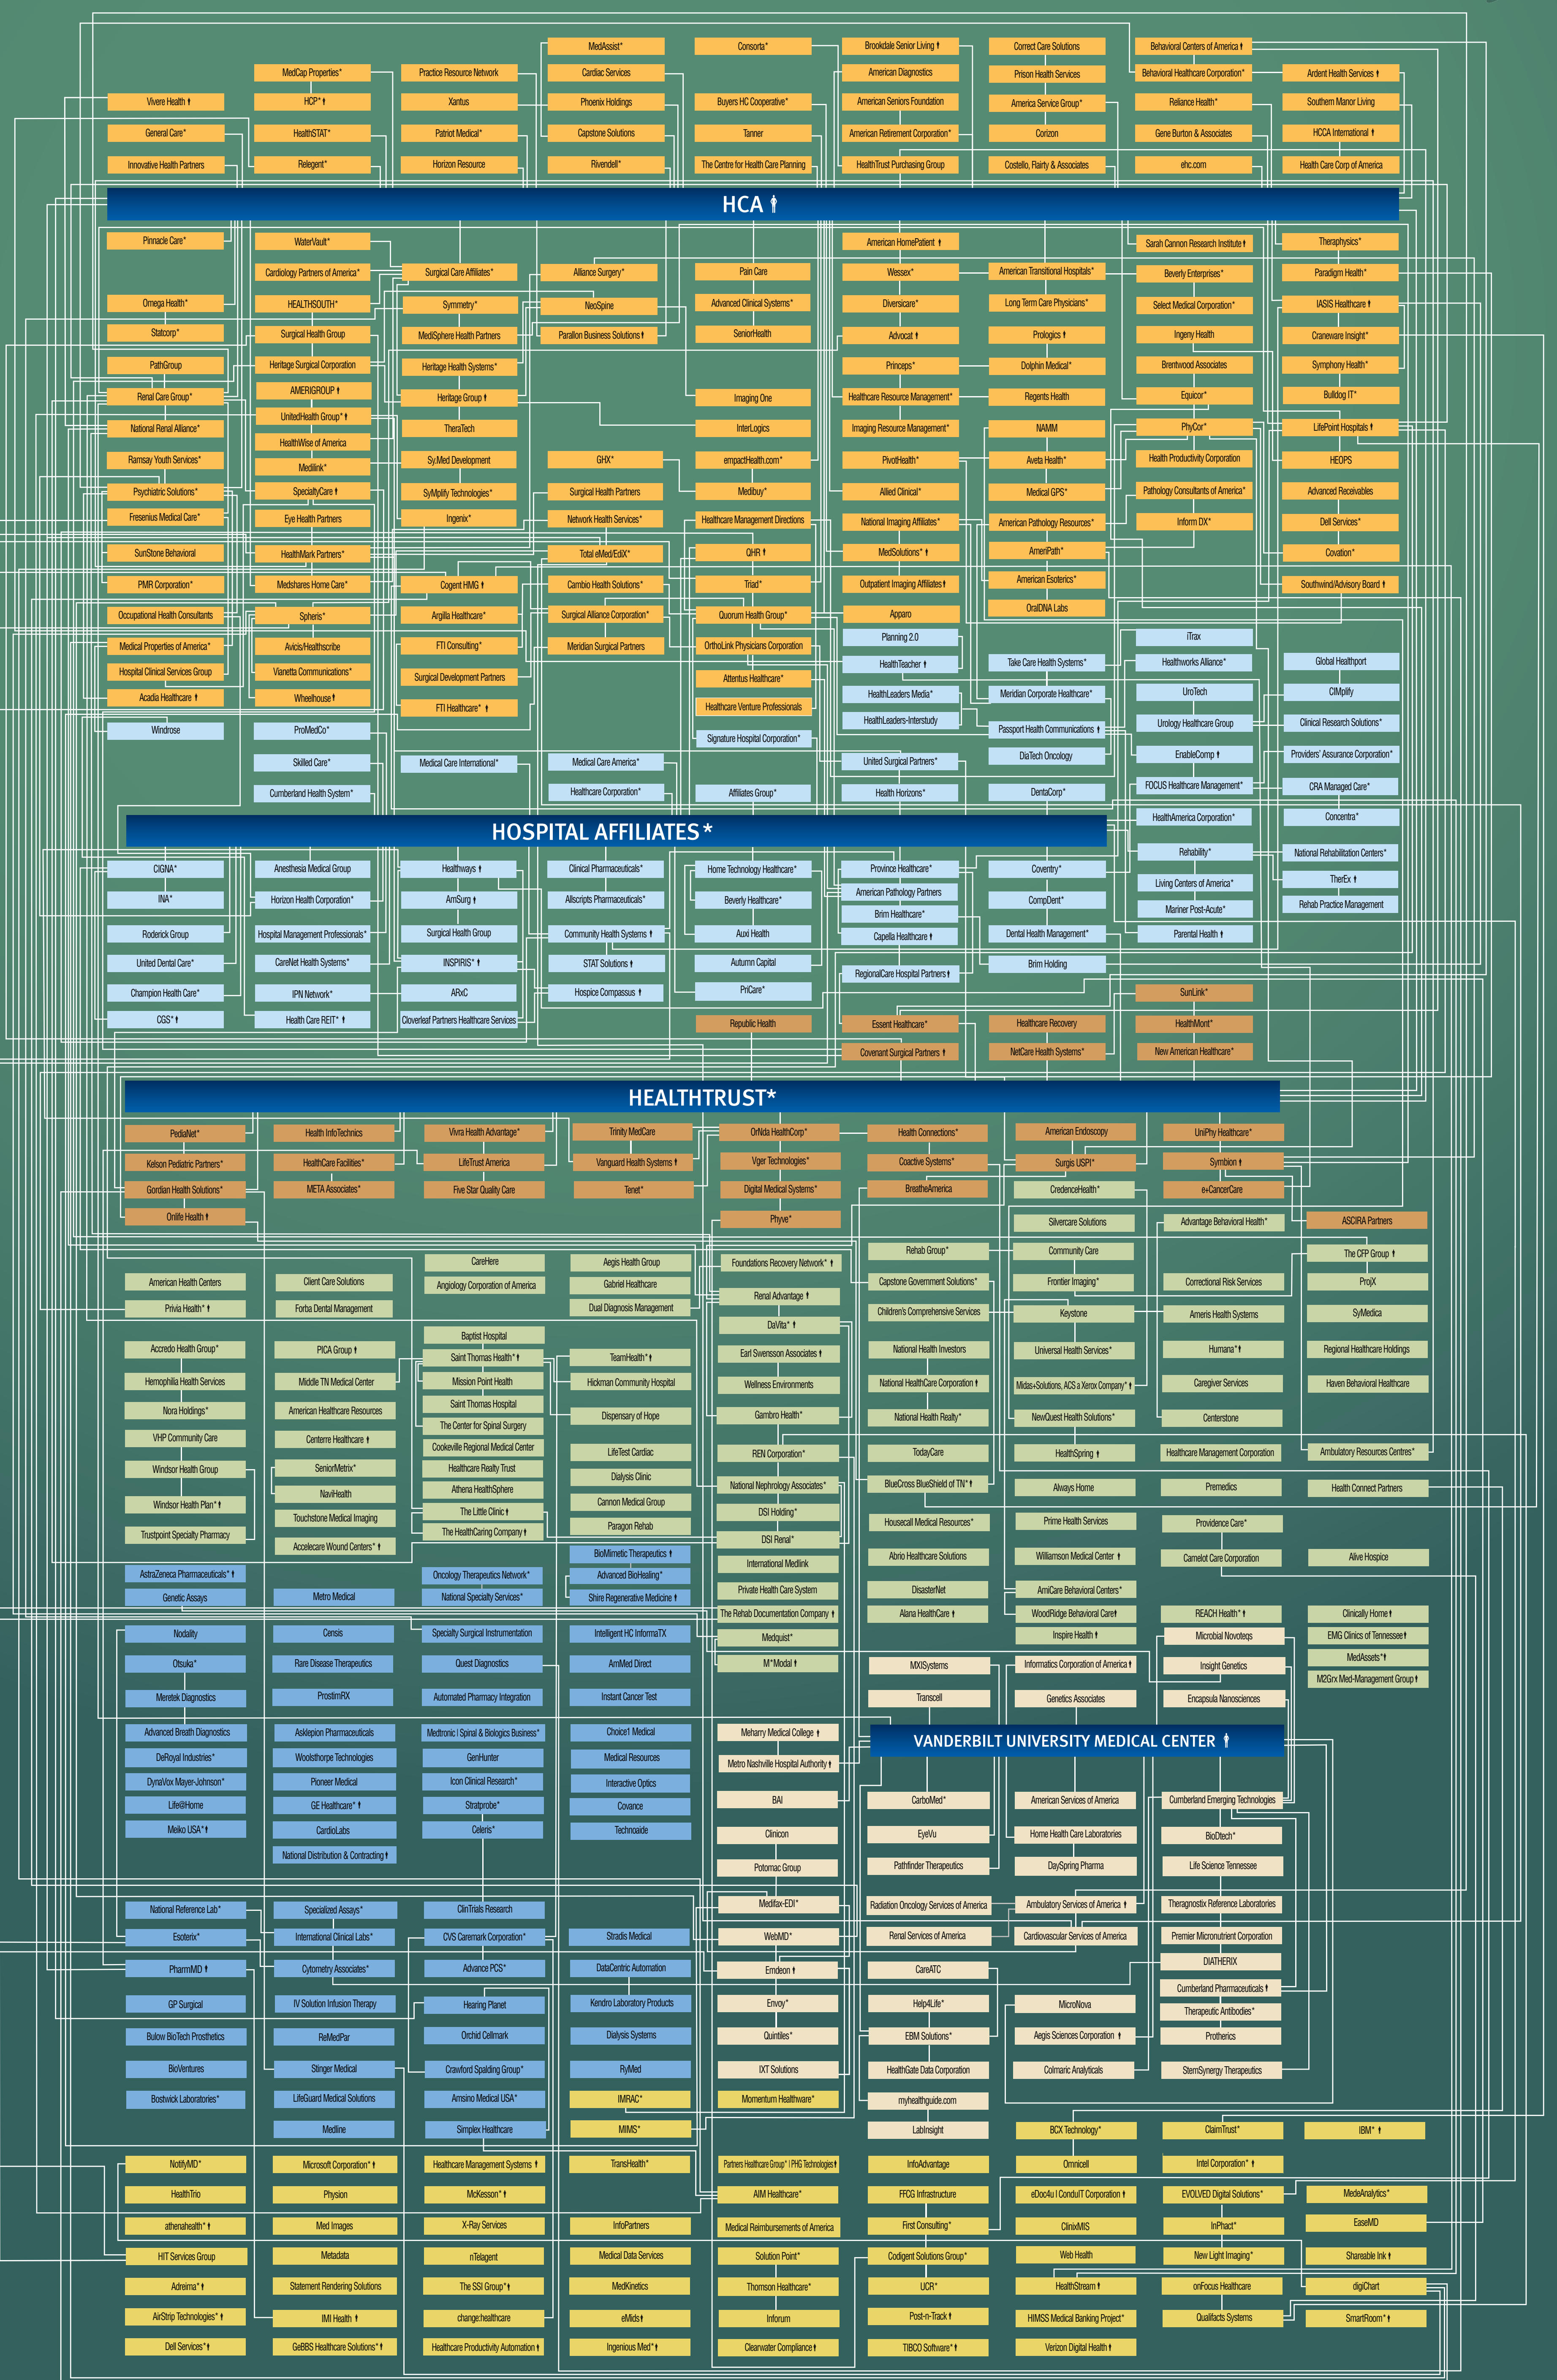 MedAssist*
Consorta*
Brookdale Senior Living
Correct Care Solutions
Behavioral Centers of America
MedCap Properties*
Practice Resource Network
Cardiac Services
American Diagnostics
Prison Health Services
Behavioral Healthcare Corporation*
Ardent Health Services
Vivere Health
HCP*
Xantus
Phoenix Holdings
Buyers HC Cooperative*
American Seniors Foundation
America Service Group*
Reliance Health*
Southern Manor Living
General Care*
HealthSTAT*
Patriot Medical*
Capstone Solutions
Tanner
American Retirement Corporation*
Corizon
Gene Burton & Associates
HCCA International
Innovative Health Partners
Relegent*
Horizon Resource
Rivendell*
The Centre for Health Care Planning
HealthTrust Purchasing Group
Costello, Rairty & Associates
ehc.com
Health Care Corp of America
HCA
Pinnacle Care*
WaterVault*
American HomePatient
Sarah Cannon Research Institute
Theraphysics*
Cardiology Partners of America*
Surgical Care Affiliates*
Alliance Surgery*
Pain Care
Wessex*
American Transitional Hospitals*
Beverly Enterprises*
Paradigm Health*
Omega Health*
HEALTHSOUTH*
Symmetry*
NeoSpine
Advanced Clinical Systems*
Diversicare*
Long Term Care Physicians*
Select Medical Corporation*
IASIS Healthcare
Statcorp*
Surgical Health Group
MediSphere Health Partners
Parallon Business Solutions
SeniorHealth
Advocat
Prologics
Ingeny Health
Craneware Insight*
PathGroup
Heritage Surgical Corporation
Heritage Health Systems*
Princeps*
Dolphin Medical*
Brentwood Associates
Symphony Health*
Renal Care Group*
AMERIGROUP
Heritage Group
Imaging One
Healthcare Resource Management*
Regents Health
Equicor*
Bulldog IT*
National Renal Alliance*
UnitedHealth Group*
TheraTech
InterLogics
Imaging Resource Management*
NAMM
PhyCor*
LifePoint Hospitals
HealthWise of America
Ramsay Youth Services*
Medilink*
Sy.Med Development
GHX*
empactHealth.com*
PivotHealth*
Aveta Health*
Health Productivity Corporation
HEOPS
Psychiatric Solutions*
SpecialtyCare
SyMplify Technologies*
Surgical Health Partners
Medibuy*
Allied Clinical*
Medical GPS*
Pathology Consultants of America*
Advanced Receivables
Fresenius Medical Care*
Eye Health Partners
Ingenix*
Network Health Services*
Healthcare Management Directions
National Imaging Affiliates*
American Pathology Resources*
Inform DX*
Dell Services*
SunStone Behavioral
HealthMark Partners*
Total eMed/EdiX*
QHR
MedSolutions*
AmeriPath*
Covation*
PMR Corporation*
Medshares Home Care*
Cogent HMG
Cambio Health Solutions*
Triad*
Outpatient Imaging Affiliates
American Esoterics*
Southwind/Advisory Board
Occupational Health Consultants
Spheris*
Argilla Healthcare*
Surgical Alliance Corporation*
Quorum Health Group*
Apparo
OralDNA Labs
Medical Properties of America*
Avicis/Healthscribe
FTI Consulting*
Meridian Surgical Partners
OrthoLink Physicians Corporation
Planning 2.0
iTrax
Hospital Clinical Services Group
Vianetta Communications*
Surgical Development Partners
Attentus Healthcare*
HealthTeacher
Take Care Health Systems*
Healthworks Alliance*
Global Healthport
Acadia Healthcare
Wheelhouse
FTI Healthcare*
Healthcare Venture Professionals
HealthLeaders Media*
Meridian Corporate Healthcare*
UroTech
CIMplify
HealthLeaders-Interstudy
Windrose
ProMedCo*
Signature Hospital Corporation*
Passport Health Communications
Urology Healthcare Group
Clinical Research Solutions*
Skilled Care*
Medical Care International*
Medical Care America*
United Surgical Partners*
DiaTech Oncology
EnableComp
Providers' Assurance Corporation*
Cumberland Health System*
Healthcare Corporation*
Affiliates Group*
Health Horizons*
DentaCorp*
FOCUS Healthcare Management*
CRA Managed Care*
HealthAmerica Corporation*
Concentra*
HOSPITAL AFFILIATES*
Rehability*
National Rehabilitation Centers*
CIGNA*
Anesthesia Medical Group
Healthways
Clinical Pharmaceuticals*
Home Technology Healthcare*
Province Healthcare*
Coventry*
Living Centers of America*
TherEx
INA*
Horizon Health Corporation*
AmSurg
Allscripts Pharmaceuticals*
Beverly Healthcare*
American Pathology Partners
CompDent*
Mariner Post-Acute*
Rehab Practice Management
Brim Healthcare*
Roderick Group
Hospital Management Professionals*
Surgical Health Group
Community Health Systems
Auxi Health
Capella Healthcare
Dental Health Management*
Parental Health
United Dental Care*
CareNet Health Systems*
INSPIRIS*
STAT Solutions
Autumn Capital
RegionalCare Hospital Partners
Brim Holding
Champion Health Care*
IPN Network*
ARxC
Hospice Compassus
PriCare*
SunLink*
CGS*
Health Care REIT*
Cloverleaf Partners Healthcare Services
Republic Health
Essent Healthcare*
Healthcare Recovery
HealthMont*
Covenant Surgical Partners
NetCare Health Systems*
New American Healthcare*
HEALTHTRUST*
PediaNet*
Health InfoTechnics
Vivra Health Advantage*
Trinity MedCare
OrNda HealthCorp*
Health Connections*
American Endoscopy
UniPhy Healthcare*
Kelson Pediatric Partners*
HealthCare Facilities*
LifeTrust America
Vanguard Health Systems
Vger Technologies*
Coactive Systems*
Surgis USPI*
Symbion
Gordian Health Solutions*
META Associates*
Five Star Quality Care
Tenet*
Digital Medical Systems*
BreatheAmerica
CredenceHealth*
e+CancerCare
Onlife Health
Phyve*
Silvercare Solutions
Advantage Behavioral Health*
ASCIRA Partners
CareHere
Aegis Health Group
Foundations Recovery Network*
Rehab Group*
Community Care
The CFP Group
American Health Centers
Client Care Solutions
Angiology Corporation of America
Gabriel Healthcare
Renal Advantage
Capstone Government Solutions*
Frontier Imaging*
Correctional Risk Services
ProjX
Privia Health*
Forba Dental Management
Dual Diagnosis Management
DaVita*
Children's Comprehensive Services
Keystone
Ameris Health Systems
SyMedica
Baptist Hospital
Accredo Health Group*
PICA Group
Saint Thomas Health*
TeamHealth*
Earl Swensson Associates
National Health Investors
Universal Health Services*
Humana*
Regional Healthcare Holdings
Hemophilia Health Services
Middle TN Medical Center
Mission Point Health
Hickman Community Hospital
Wellness Environments
National HealthCare Corporation
Midas+Solutions, ACS a Xerox Company*
Caregiver Services
Haven Behavioral Healthcare
Nora Holdings*
American Healthcare Resources
Saint Thomas Hospital
Dispensary of Hope
Gambro Health*
National Health Realty*
NewQuest Health Solutions*
Centerstone
The Center for Spinal Surgery
VHP Community Care
Centerre Healthcare
Cookeville Regional Medical Center
LifeTest Cardiac
REN Corporation*
TodayCare
HealthSpring
Healthcare Management Corporation
Ambulatory Resources Centres*
Windsor Health Group
SeniorMetrix*
Healthcare Realty Trust
Dialysis Clinic
National Nephrology Associates*
BlueCross BlueShield of TN*
Always Home
Premedics
Health Connect Partners
NaviHealth
Athena HealthSphere
Windsor Health Plan*
Touchstone Medical Imaging
The Little Clinic
Cannon Medical Group
DSI Holding*
Housecall Medical Resources*
Prime Health Services
Providence Care*
Trustpoint Specialty Pharmacy
Accelecare Wound Centers*
The HealthCaring Company
Paragon Rehab
DSI Renal*
BioMimetic Therapeutics
International Medlink
Abrio Healthcare Solutions
Williamson Medical Center
Camelot Care Corporation
Alive Hospice
AstraZeneca Pharmaceuticals*
Oncology Therapeutics Network*
Advanced BioHealing*
Private Health Care System
DisasterNet
AmiCare Behavioral Centers*
Genetic Assays
Metro Medical
National Specialty Services*
Shire Regenerative Medicine
The Rehab Documentation Company
Alana HealthCare
WoodRidge Behavioral Care
REACH Health*
Clinically Home
Nodality
Censis
Specialty Surgical Instrumentation
Intelligent HC InformaTX
Medquist*
Inspire Health
Microbial Novoteqs
EMG Clinics of Tennessee
Otsuka*
Rare Disease Therapeutics
Quest Diagnostics
ArmMed Direct
M*Modal
MXISystems
Informatics Corporation of America
Insight Genetics
MedAssets*
M2Grx Med-Management Group
Meretek Diagnostics
ProstimRX
Automated Pharmacy Integration
Instant Cancer Test
Transcell
Genetics Associates
Encapsula Nanosciences
Advanced Breath Diagnostics
Asklepion Pharmaceuticals
Medtronic | Spinal & Biologics Business*
Choice1 Medical
Meharry Medical College
VANDERBILT UNIVERSITY MEDICAL CENTER
DeRoyal Industries*
Woolsthorpe Technologies
GenHunter
Medical Resources
Metro Nashville Hospital Authority
DynaVox Mayer-Johnson*
Pioneer Medical
Icon Clinical Research*
Interactive Optics
BAI
CarboMed*
American Services of America
Cumberland Emerging Technologies
Life@Home
GE Healthcare*
Stratprobe*
Covance
Meiko USA*
CardioLabs
Celeris*
Technoaide
Clinicon
EyeVu
Home Health Care Laboratories
BioDtech*
National Distribution & Contracting
Potomac Group
Pathfinder Therapeutics
DaySpring Pharma
Life Science Tennessee
National Reference Lab*
Specialized Assays*
ClinTrials Research
Medifax-EDI*
Radiation Oncology Services of America
Ambulatory Services of America
Theragnostix Reference Laboratories
Esoterix*
International Clinical Labs*
CVS Caremark Corporation*
Stradis Medical
WebMD*
Renal Services of America
Cardiovascular Services of America
Premier Micronutrient Corporation
PharmMD
Cytometry Associates*
Advance PCS*
DataCentric Automation
Emdeon
CareATC
DIATHERIX
Cumberland Pharmaceuticals
GP Surgical
IV Solution Infusion Therapy
Hearing Planet
Kendro Laboratory Products
Envoy*
Help4Life*
MicroNova
Therapeutic Antibodies*
Bulow BioTech Prosthetics
ReMedPar
Orchid Cellmark
Dialysis Systems
Quintiles*
EBM Solutions*
Aegis Sciences Corporation
Protherics
BioVentures
Stinger Medical
Crawford Spalding Group*
RyMed
IXT Solutions
HealthGate Data Corporation
Colmaric Analyticals
StemSynergy Therapeutics
Bostwick Laboratories*
LifeGuard Medical Solutions
Amsino Medical USA*
IMRAC*
Momentum Healthware*
myhealthguide.com
Medline
Simplex Healthcare
MIMS*
LabInsight
BCX Technology*
ClaimTrust*
IBM*
NotifyMD*
Microsoft Corporation*
Healthcare Management Systems
TransHealth*
Partners Healthcare Group* | PHG Technologies
InfoAdvantage
Omnicell
Intel Corporation*
HealthTrio
Physion
McKesson*
AIM Healthcare*
FFCG Infrastructure
eDoc4u | ConduIT Corporation
EVOLVED Digital Solutions*
MedeAnalytics*
athenahealth*
Med Images
X-Ray Services
InfoPartners
Medical Reimbursements of America
First Consulting*
ClinixMIS
InPhact*
EaseMD
HIT Services Group
Metadata
nTelagent
Medical Data Services
Solution Point*
Codigent Solutions Group*
Web Health
New Light Imaging*
Shareable Ink
Adreima*
Statement Rendering Solutions
The SSI Group*
MedKinetics
Thomson Healthcare*
UCR*
HealthStream
onFocus Healthcare
digiChart
AirStrip Technologies*
IMI Health
change:healthcare
eMids
Inforum
Post-n-Track
HIMSS Medical Banking Project*
Qualifacts Systems
SmartRoom*
Dell Services*
GeBBS Healthcare Solutions*
Healthcare Productivity Automation
Ingenious Med*
Clearwater Compliance
TIBCO Software*
Verizon Digital Health